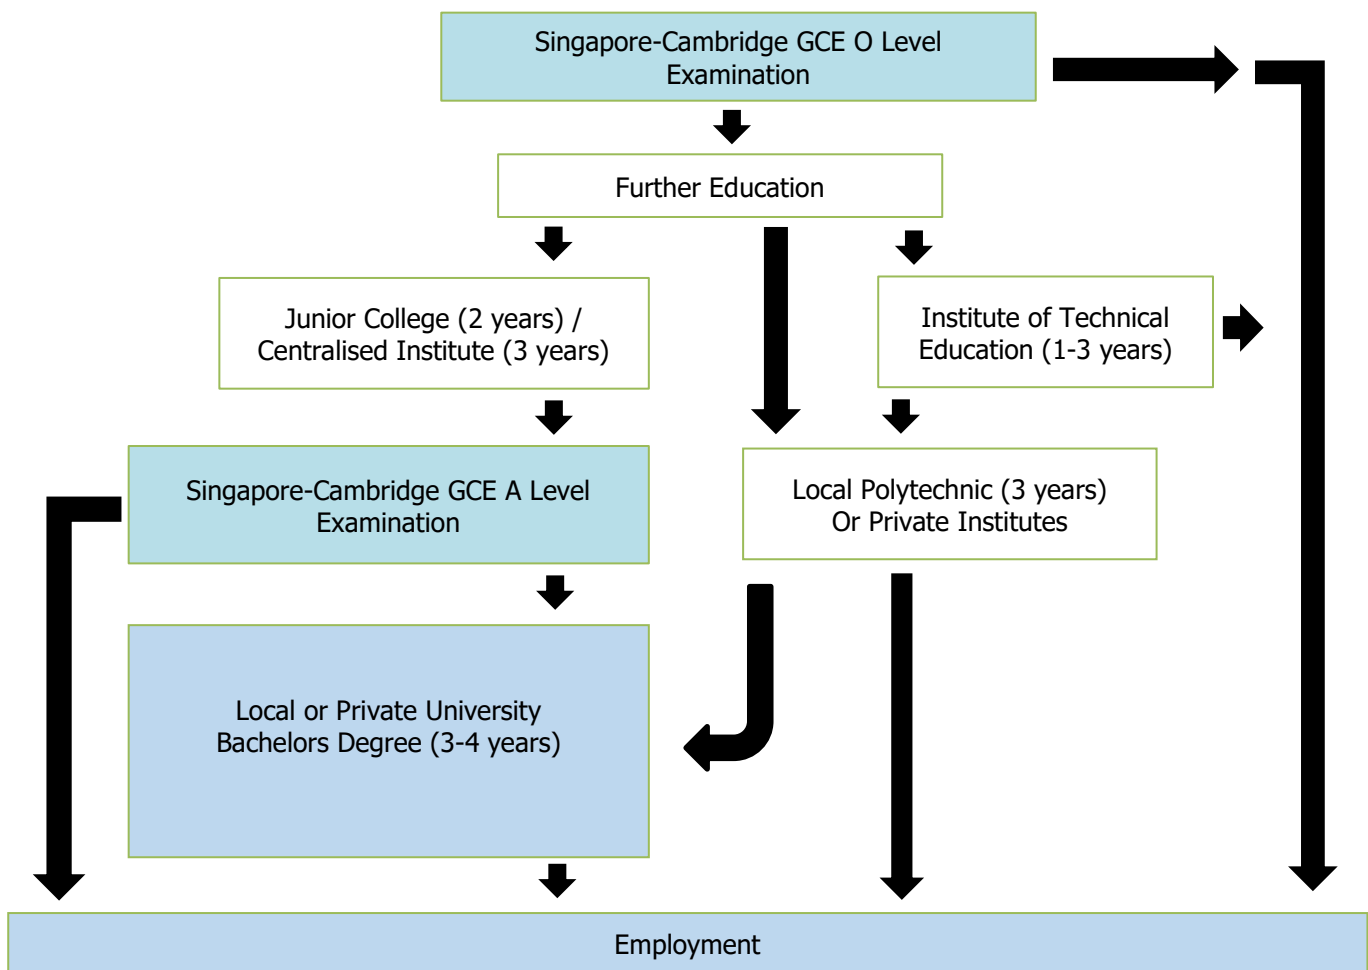 Singapore-Cambridge GCE O Level
Examination
Further Education
Junior College (2 years) /
Centralised Institute (3 years)
Institute of Technical
Education (1-3 years)
Singapore-Cambridge GCE A Level
Examination
Local Polytechnic (3 years)
Or Private Institutes
Local or Private University
Bachelors Degree (3-4 years)
Employment